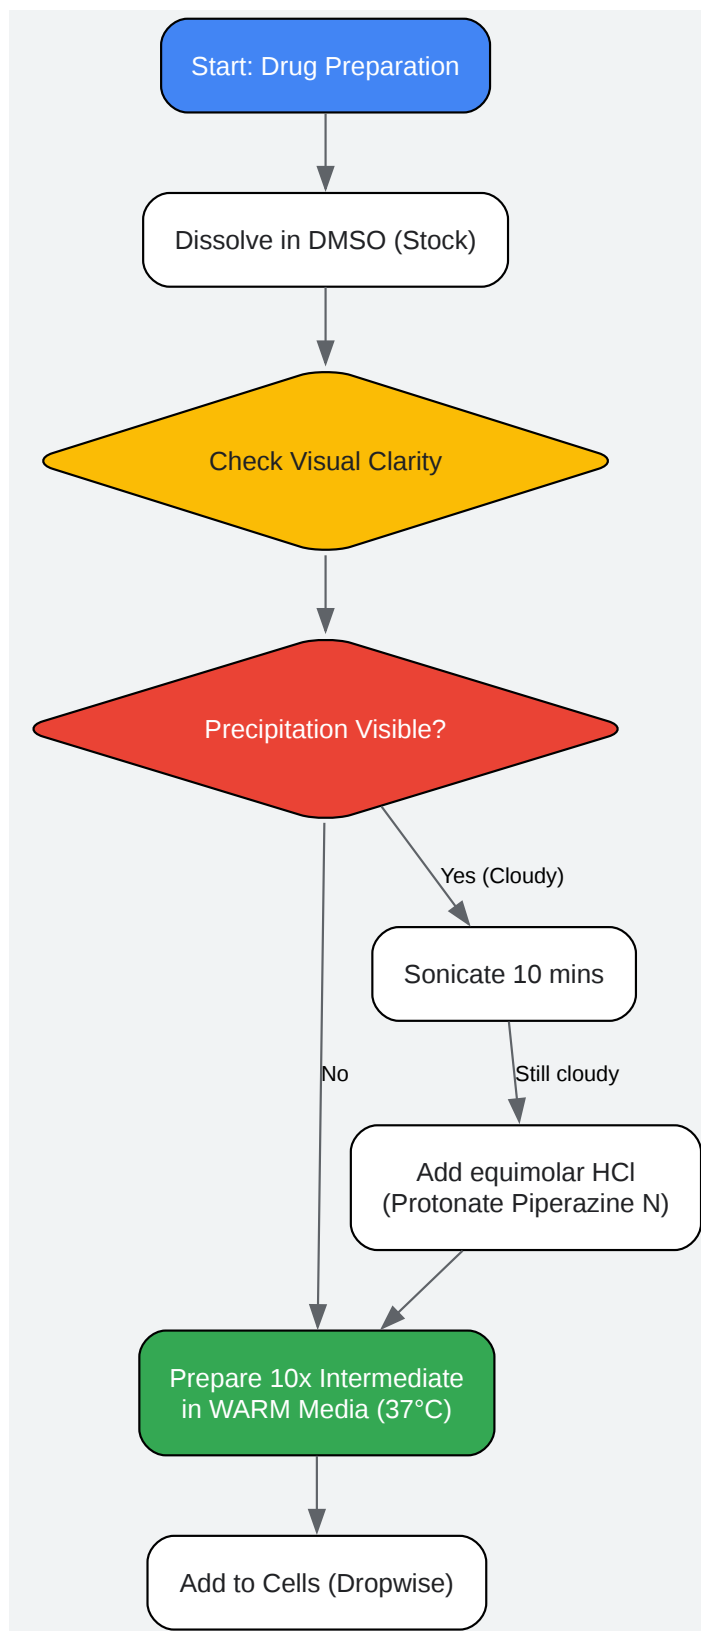 Start: Drug Preparation
Dissolve in DMSO (Stock)
Check Visual Clarity
Precipitation Visible?
Yes (Cloudy)
Sonicate 10 mins
No
Still cloudy
Add equimolar HCl
(Protonate Piperazine N)
Prepare 10x Intermediate
in WARM Media (37°C)
Add to Cells (Dropwise)